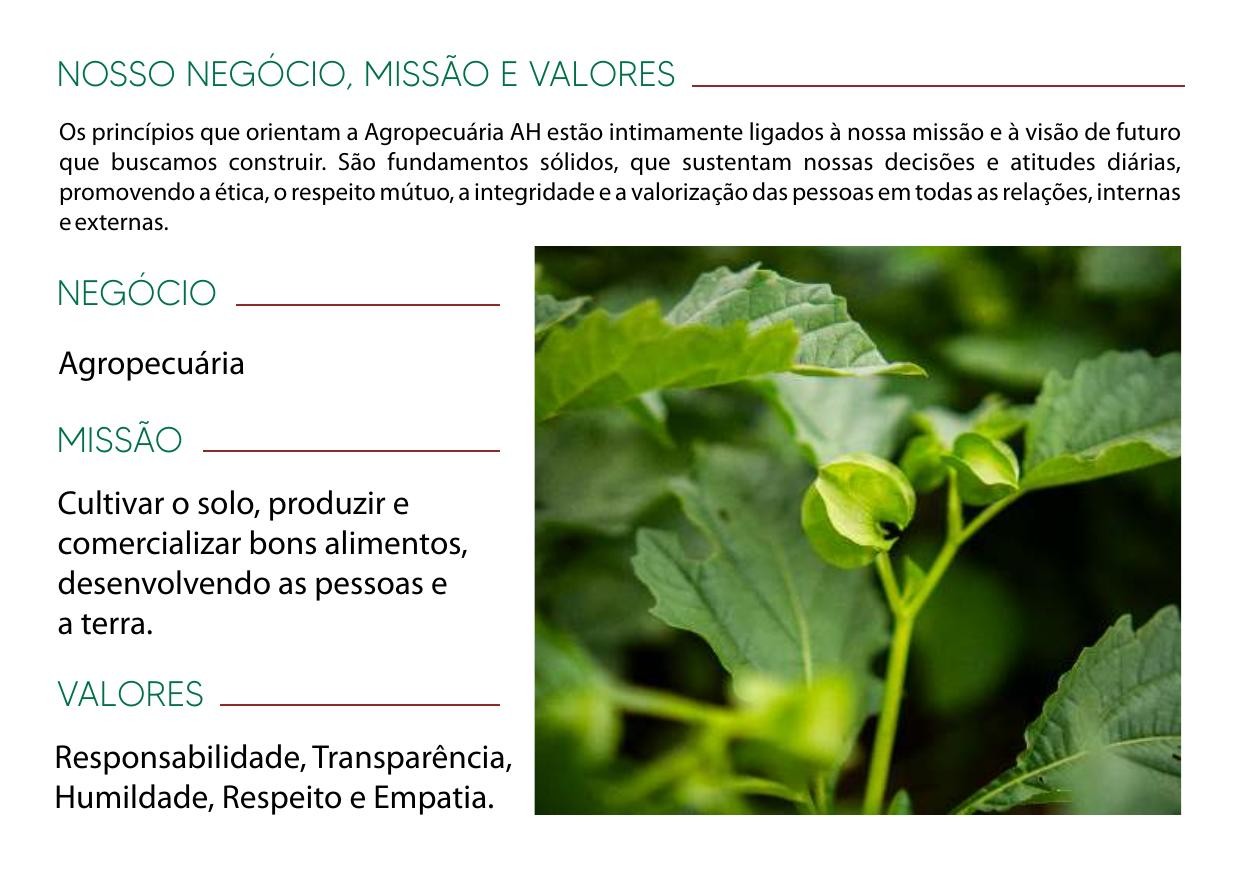 NOSSO NEGÓCIO, MISSÃO E VALORES
Os princípios que orientam a Agropecuária AH estão intimamente ligados à nossa missão e à visão de futuro
que buscamos construir. São fundamentos sólidos, que sustentam nossas decisões e atitudes diárias,
promovendo a ética, o respeito mútuo, a integridade e a valorização das pessoas em todas as relações, internas
e externas.
NEGÓCIO
Agropecuária
MISSÃO
Cultivar o solo, produzir e
comercializar bons alimentos,
desenvolvendo as pessoas e
a terra.
VALORES
Responsabilidade, Transparência,
Humildade, Respeito e Empatia.